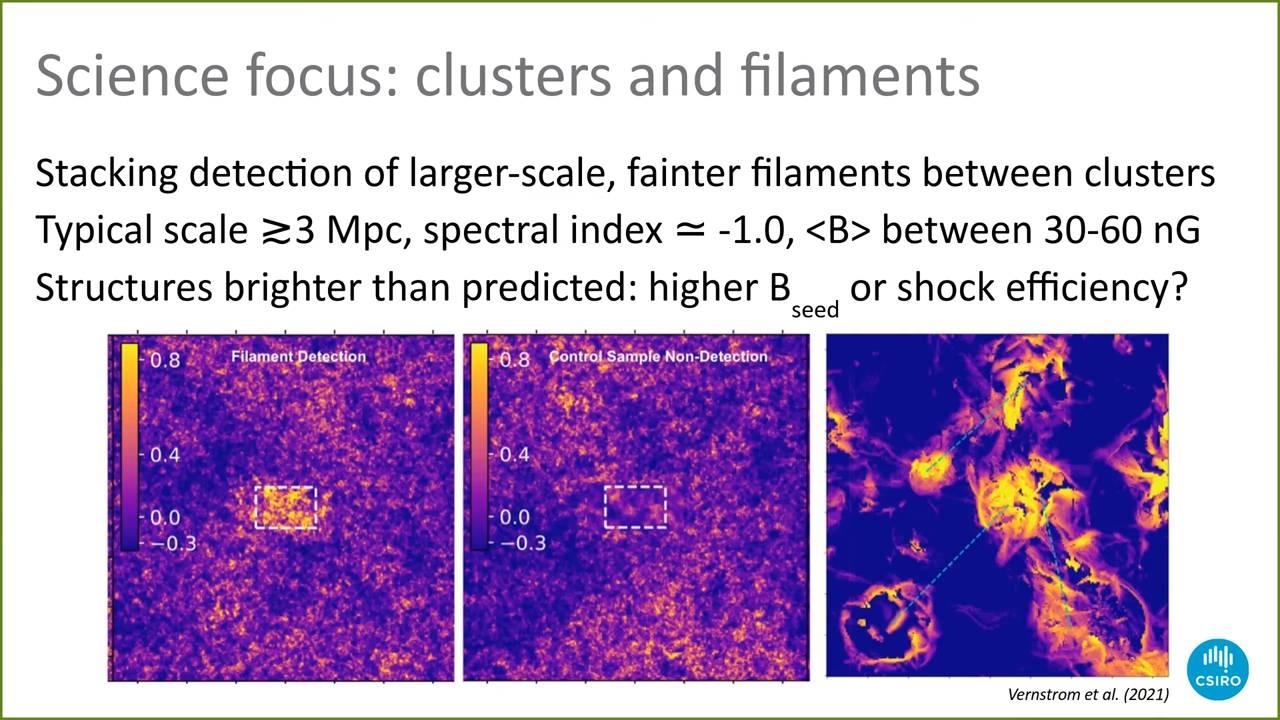 Science focus: clusters and filaments
Stacking detection of larger-scale, fainter filaments between clusters
Typical scale ≳3 Mpc, spectral index ≃ -1.0, <B> between 30-60 nG
Structures brighter than predicted: higher B_seed or shock efficiency?
Filament Detection
0.8
0.4
0.0
−0.3
Control Sample Non-Detection
0.8
0.4
0.0
−0.3
Vernstrom et al. (2021)
CSIRO